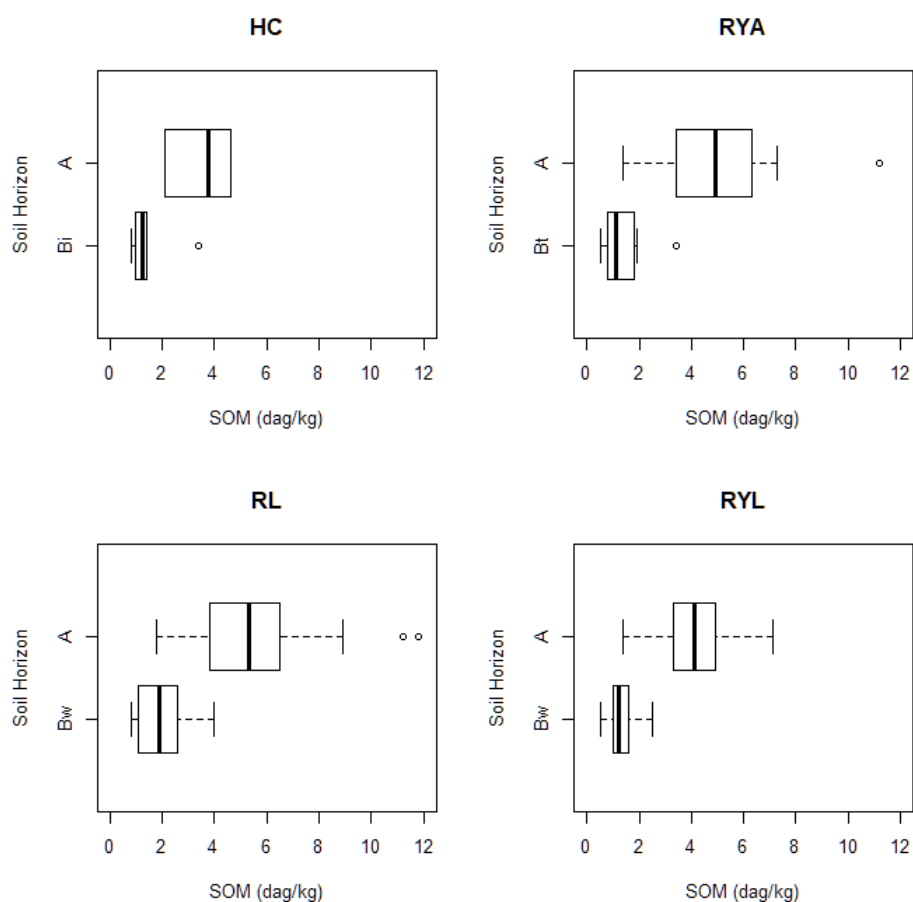 HC
Soil Horizon
A
Bi
0 2 4 6 8 10 12
SOM (dag/kg)
RYA
Soil Horizon
A
Bt
0 2 4 6 8 10 12
SOM (dag/kg)
RL
Soil Horizon
A
Bw
0 2 4 6 8 10 12
SOM (dag/kg)
RYL
Soil Horizon
A
Bw
0 2 4 6 8 10 12
SOM (dag/kg)